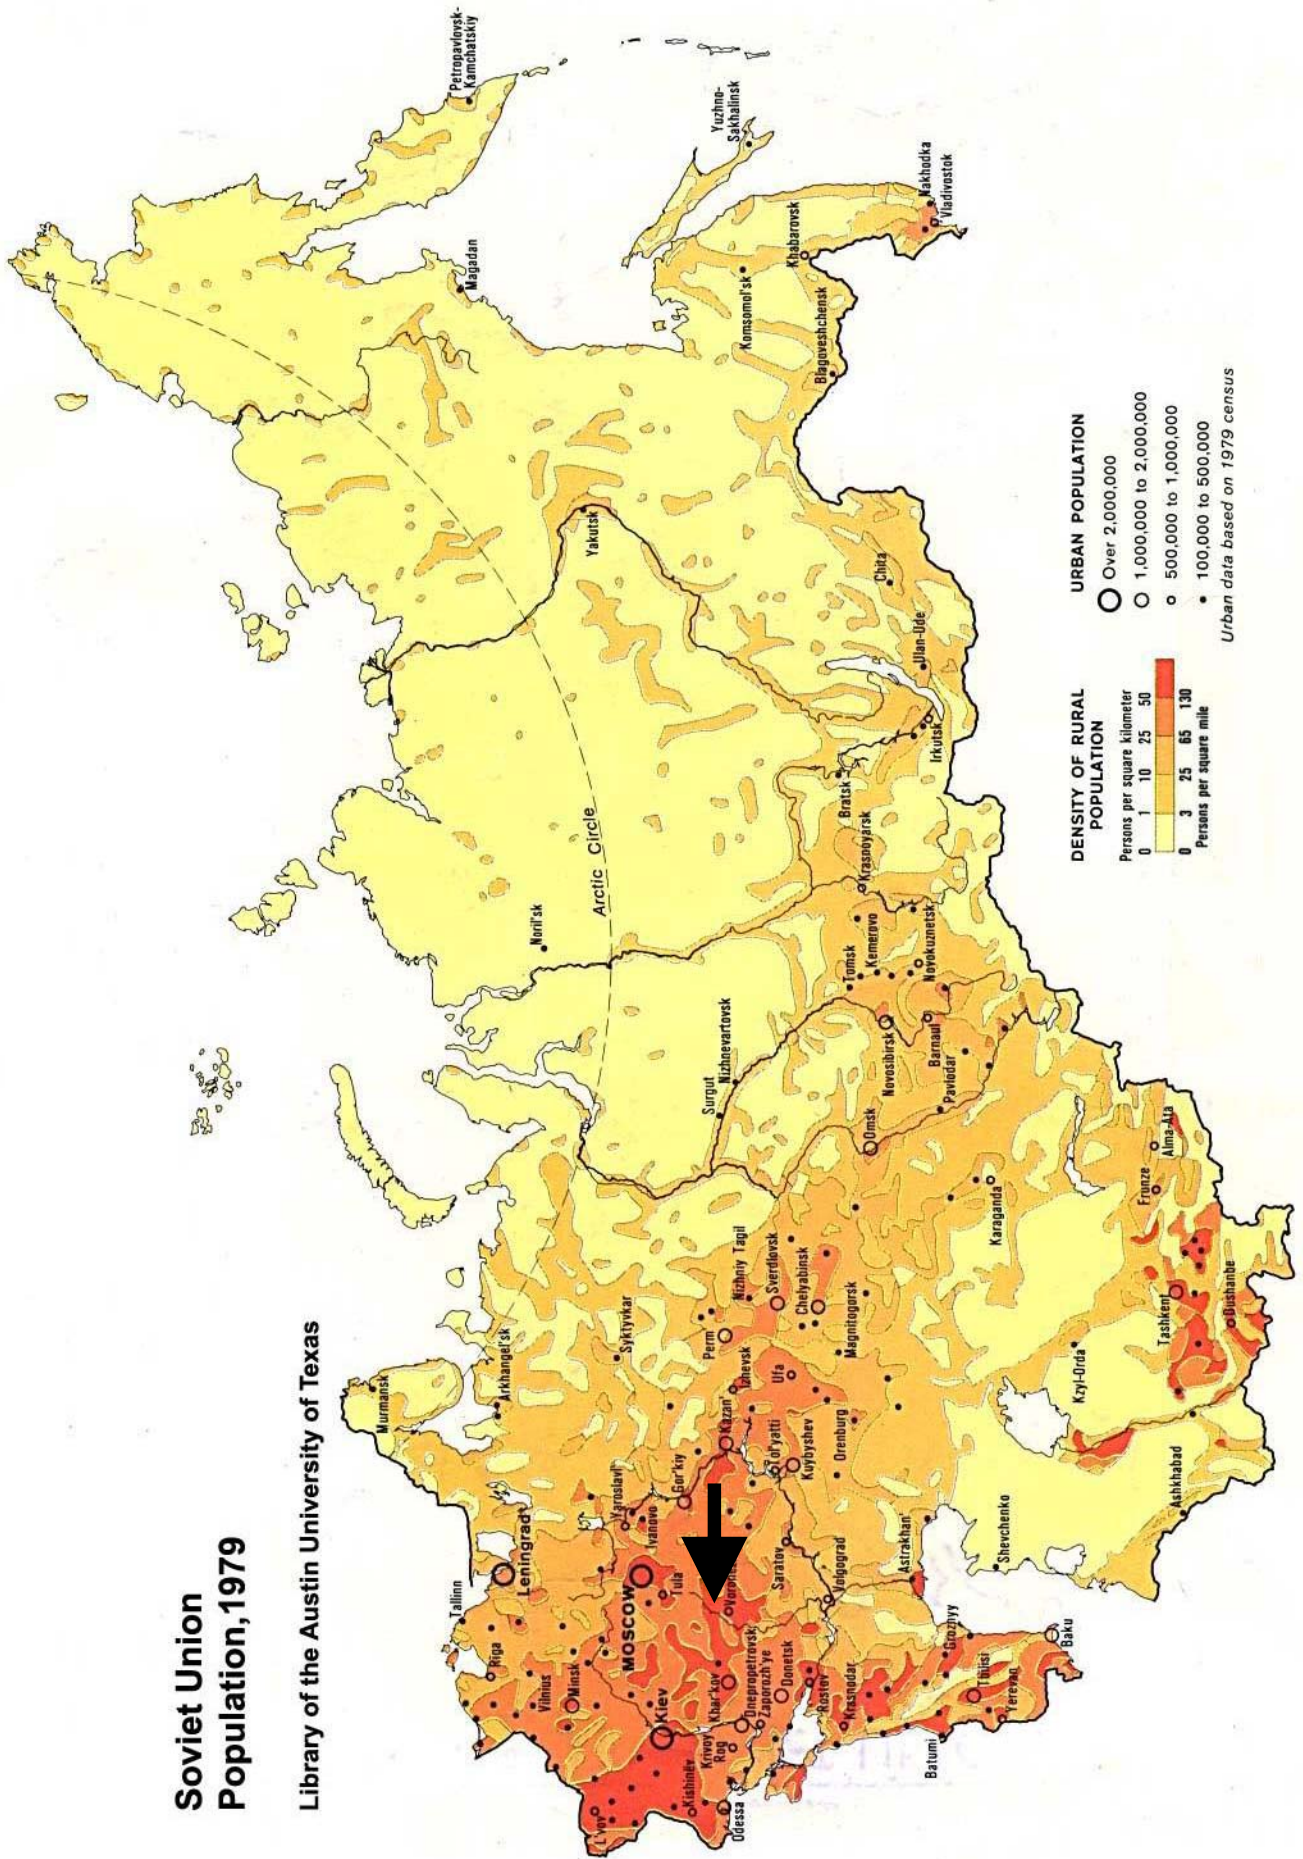 Soviet Union
Population,1979
Library of the Austin University of Texas
Petropavlovsk-
Kamchatskiy
Yuzhno-
Sakhalinsk
Nakhodka
Vladivostok
Magadan
Khabarovsk
Komsomol'sk
Blagoveshchensk
Yakutsk
Chita
Ulan-Ude
Irkutsk
Bratsk
Krasnoyarsk
Arctic Circle
Noril'sk
Tomsk
Kemerovo
Novokuznetsk
Novosibirsk
Barnaul
Pavlodar
Surgut
Nizhnevartovsk
Omsk
Alma-Ata
Frunze
Karaganda
Tashkent
Dushanbe
Kzyl-Orda
Ashkhabad
Shevchenko
Murmansk
Arkhangel'sk
Syktyvkar
Perm
Nizhniy Tagil
Sverdlovsk
Chelyabinsk
Magnitogorsk
Izhevsk
Ufa
Kazan'
Tol'yatti
Kuybyshev
Orenburg
Gor'kiy
Yaroslavl'
Ivanovo
Leningrad
Tallinn
Riga
Vilnius
Minsk
Moscow
Tula
Saratov
Volgograd
Astrakhan'
Kiev
Khar'kov
Dnepropetrovsk
Zaporozh'ye
Donetsk
Rostov
Krasnodar
Krivoy
Rog
Kishinëv
Odessa
L'vov
Groznyy
Tbilisi
Yerevan
Baku
Batumi
DENSITY OF RURAL
POPULATION
Persons per square kilometer
0 1 10 25 50
0 3 25 65 130
Persons per square mile
URBAN POPULATION
Over 2,000,000
1,000,000 to 2,000,000
500,000 to 1,000,000
100,000 to 500,000
Urban data based on 1979 census